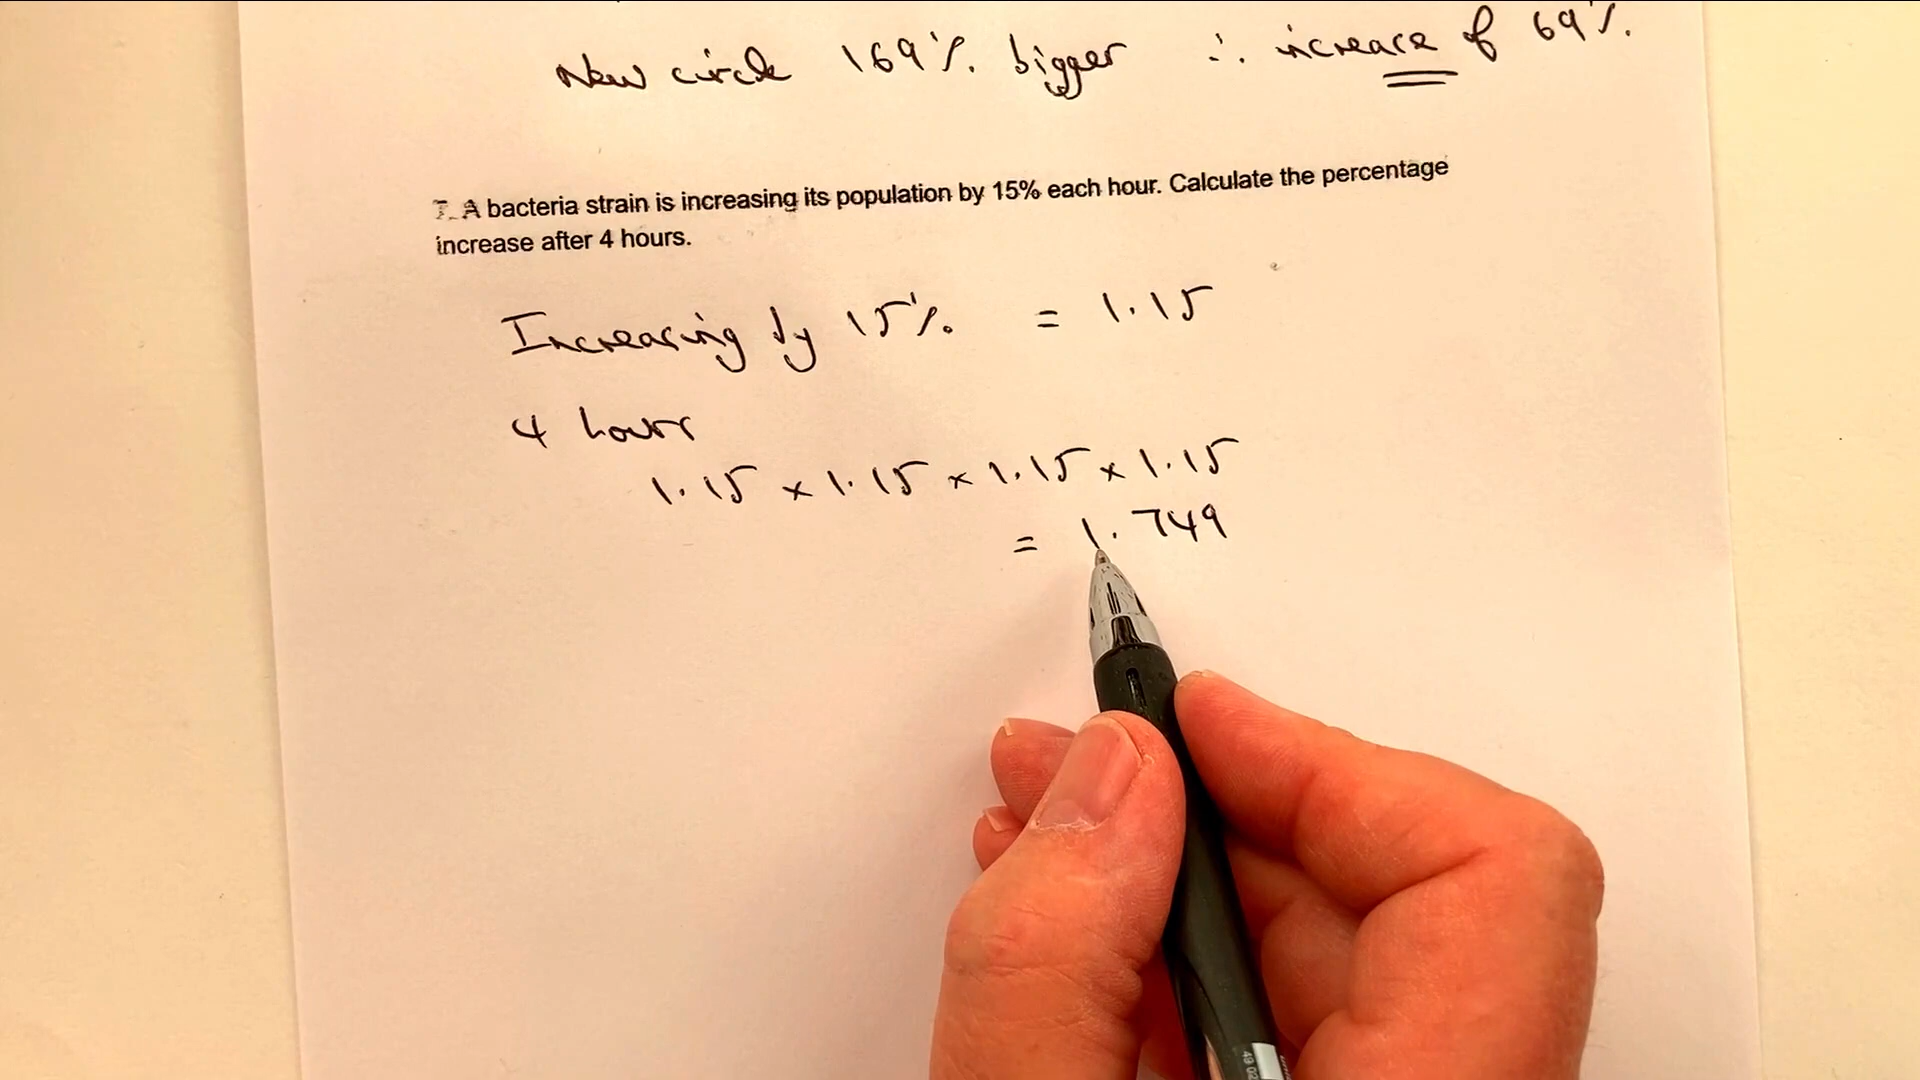 New circle 169%. bigger ∴ increase of 69%.
7. A bacteria strain is increasing its population by 15% each hour. Calculate the percentage
increase after 4 hours.
Increasing by 15% = 1.15
4 hours
1.15 × 1.15 × 1.15 × 1.15
= 1.749
49 02